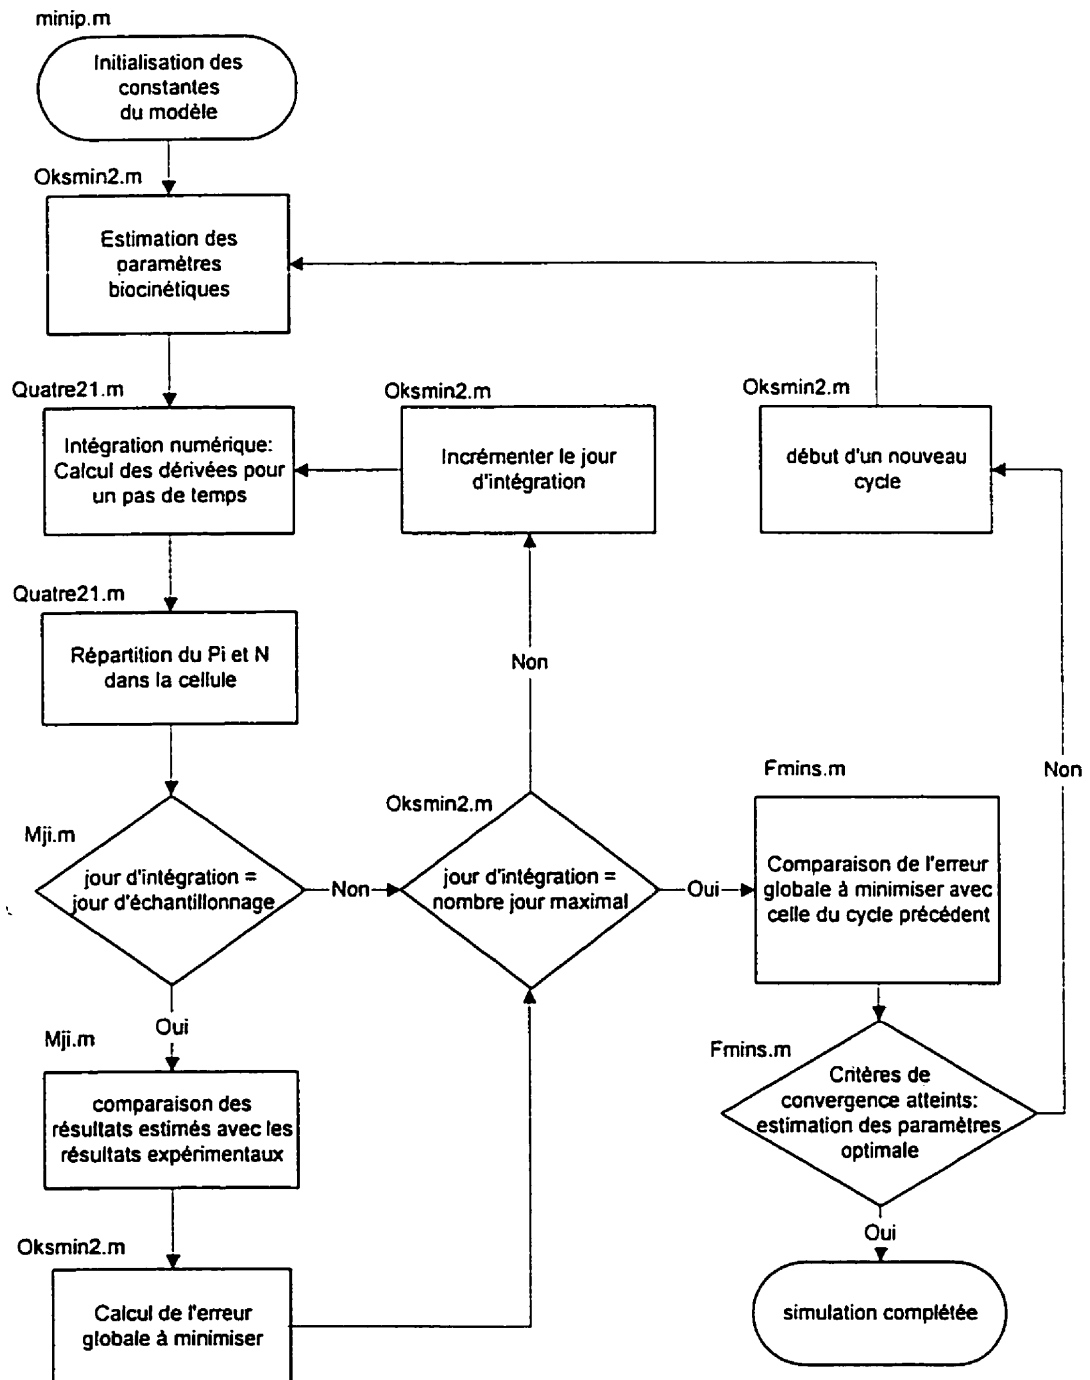 minip.m
Initialisation des
constantes
du modèle
Oksmin2.m
Estimation des
paramètres
biocinétiques
Quatre21.m
Intégration numérique:
Calcul des dérivées pour
un pas de temps
Oksmin2.m
Incrémenter le jour
d'intégration
Oksmin2.m
début d'un nouveau
cycle
Quatre21.m
Répartition du Pi et N
dans la cellule
Non
Non
Mji.m
jour d'intégration =
jour d'échantillonnage
Non
Oksmin2.m
jour d'intégration =
nombre jour maximal
Oui
Fmins.m
Comparaison de l'erreur
globale à minimiser avec
celle du cycle précédent
Oui
Mji.m
comparaison des
résultats estimés avec les
résultats expérimentaux
Fmins.m
Critères de
convergence atteints:
estimation des paramètres
optimale
Oui
Oksmin2.m
Calcul de l'erreur
globale à minimiser
simulation complétée